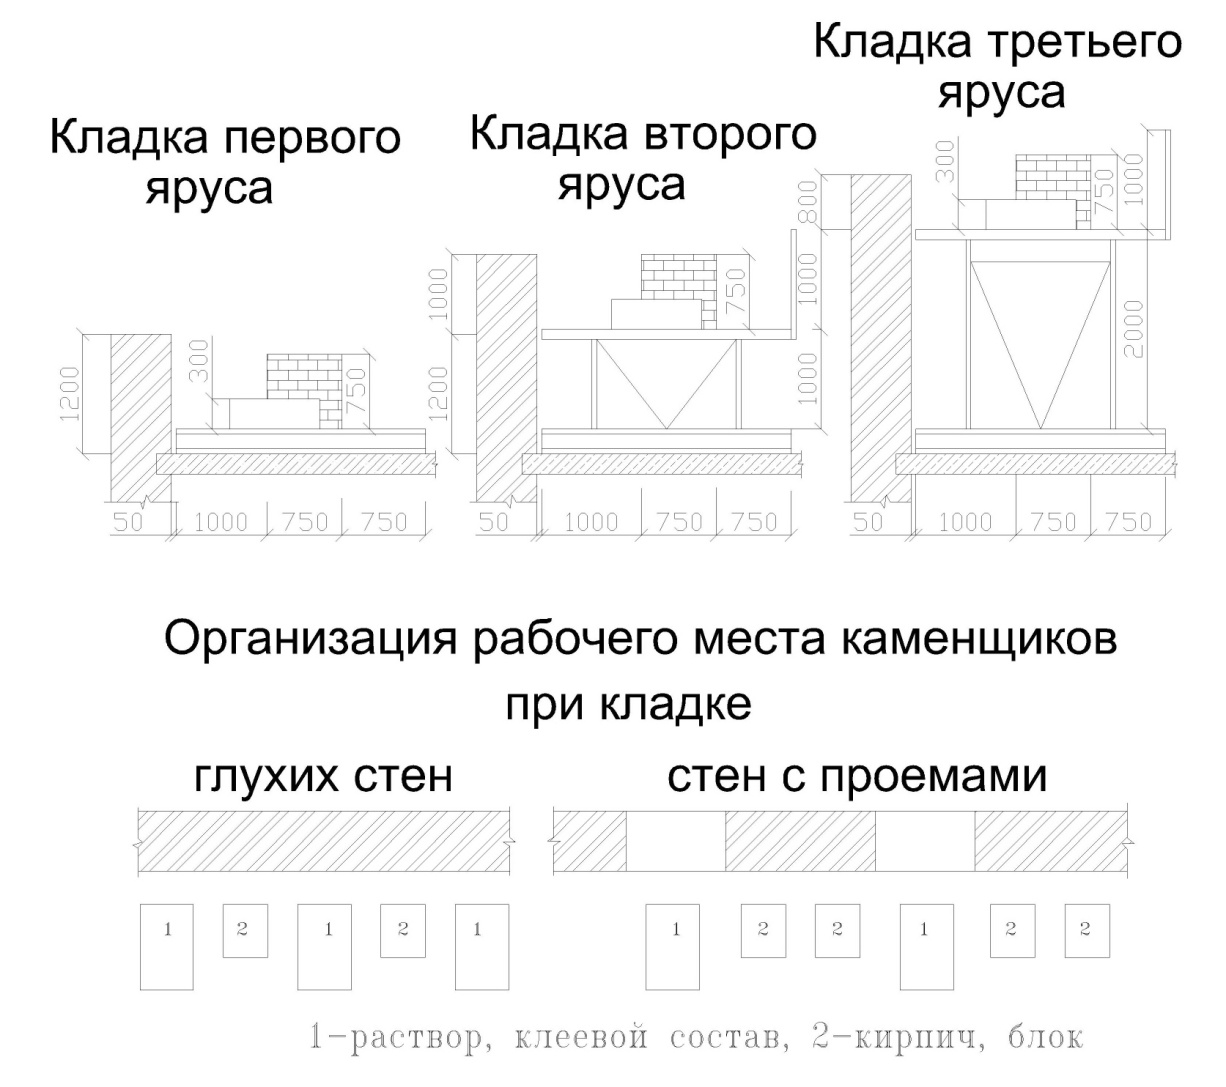 Кладка третьего
яруса
Кладка первого
яруса
Кладка второго
яруса
1200
300
750
50 1000 750 750
1000
1200
750
1000
1000
50 1000 750 750
800
300
750
1000
2000
50 1000 750 750
Организация рабочего места каменщиков
при кладке
глухих стен
стен с проемами
1 2 1 2 1
1 2 2 1 2 2
1-раствор, клеевой состав, 2-кирпич, блок